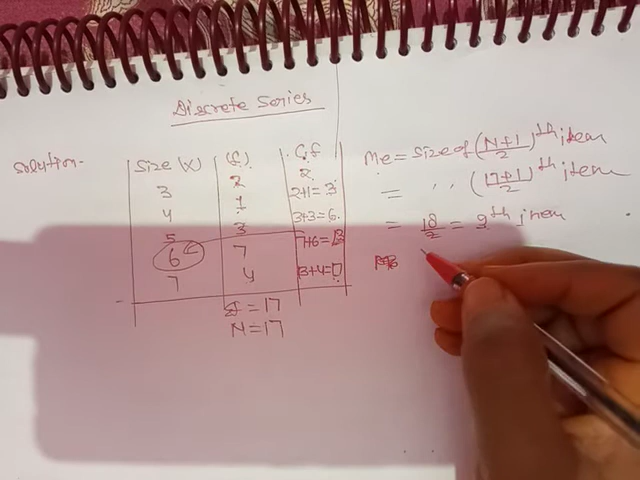 Discrete Series
Solution-
Size (X) (f) C.f
3 2 2
4 1 2+1=3
5 3 3+3=6
6 7 7+6=13
7 4 13+4=17
Σf=17
N=17
Me = Size of (N+1/2)th item
= ,, (17+1/2)th item
= 18/2 = 9th item